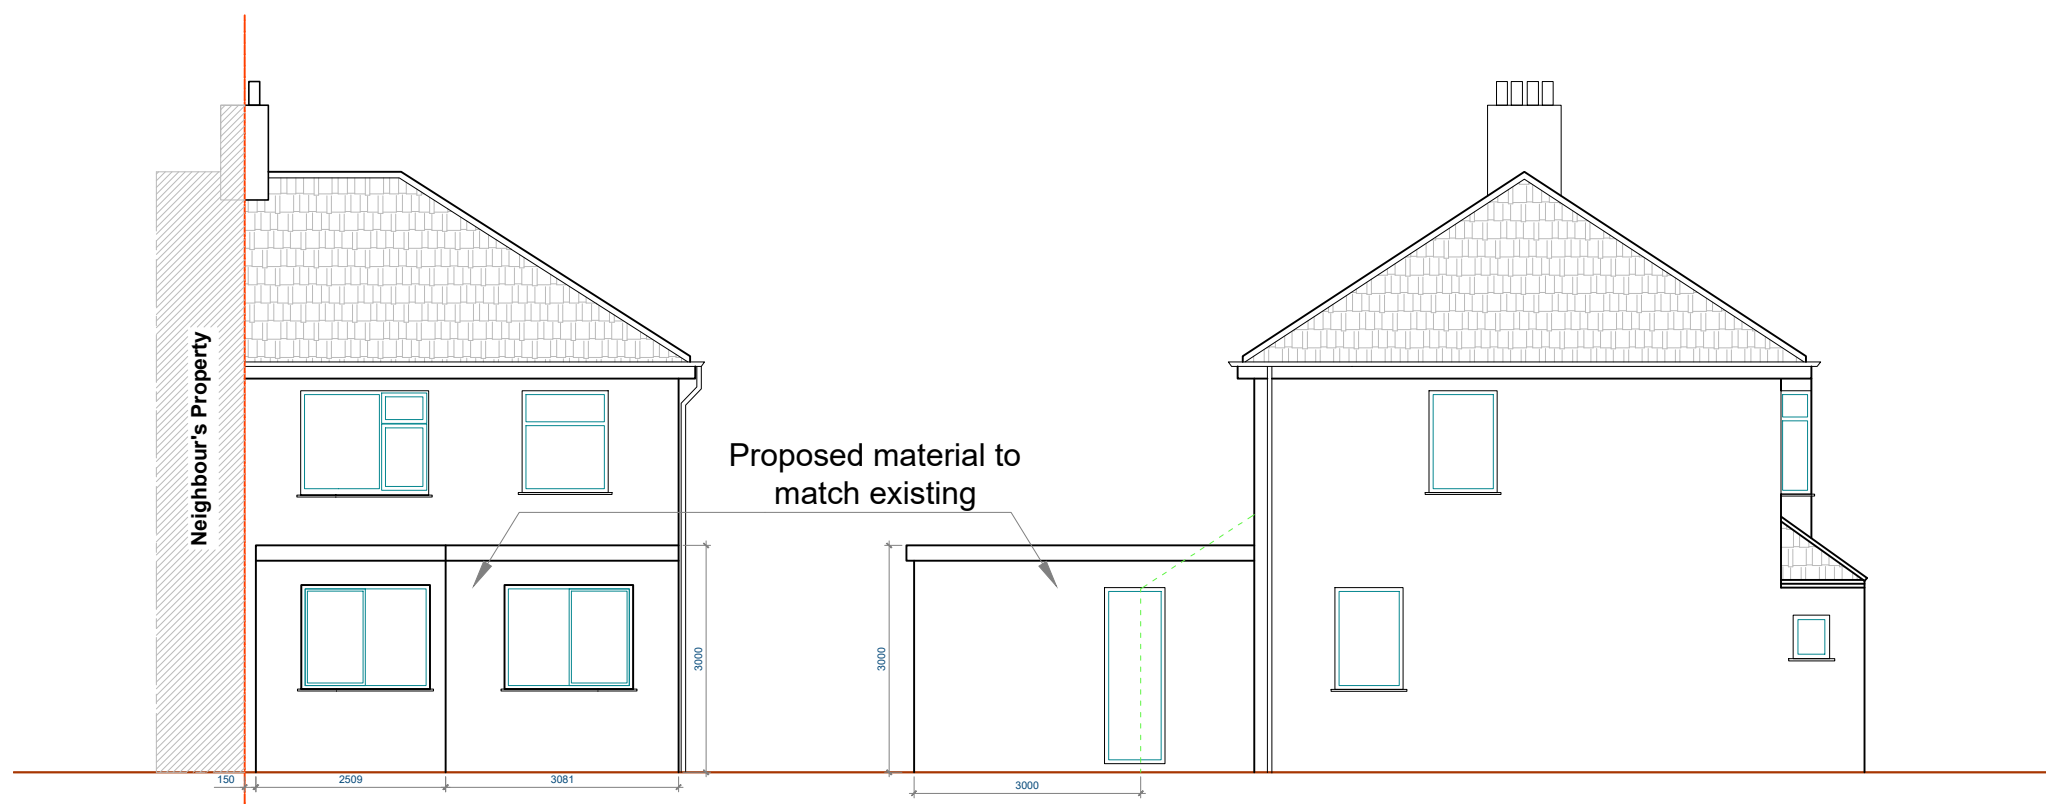 Neighbour's Property
Proposed material to
match existing
3000
3000
150
2509
3081
3000